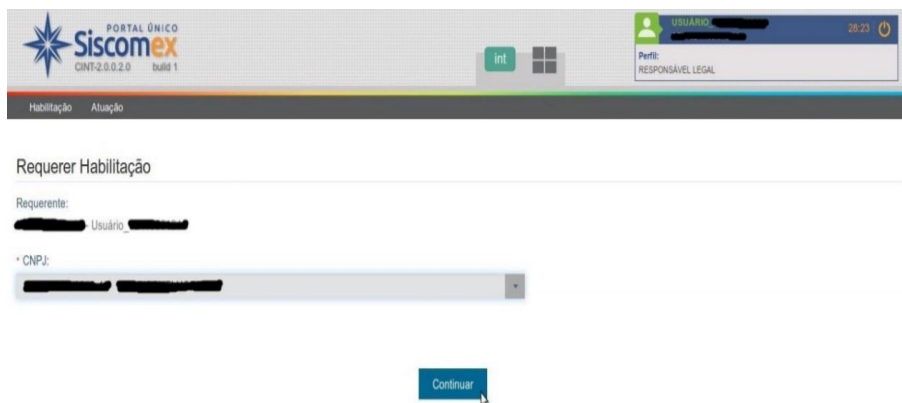 PORTAL ÚNICO
Siscomex
CINT-2.0.0.2.0 build 1
int
USUÁRIO_
28:23
Perfil:
RESPONSÁVEL LEGAL
Habilitação Atuação
Requerer Habilitação
Requerente:
- Usuário_
* CNPJ:
Continuar